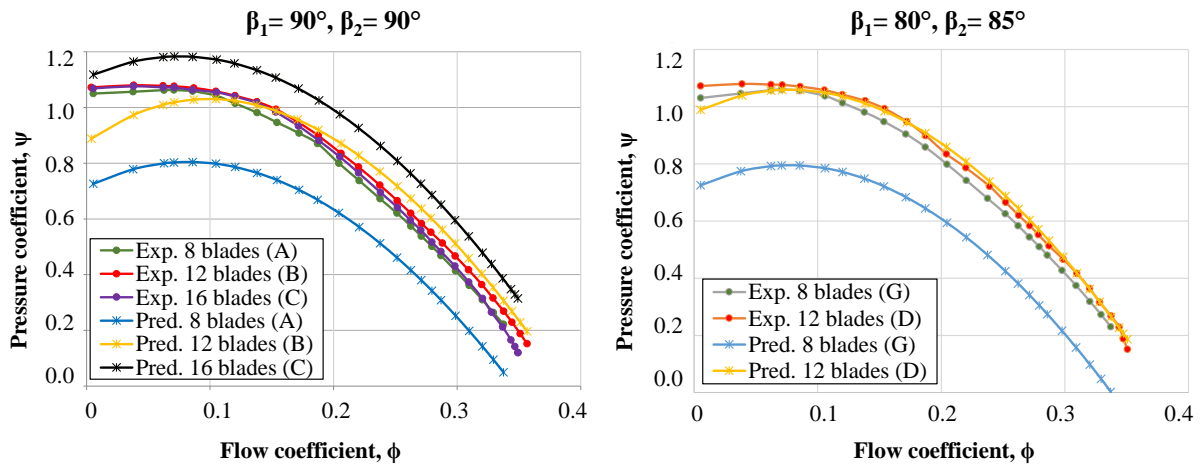 β₁= 90°, β₂= 90°
Pressure coefficient, ψ
1.2
1.0
0.8
0.6
0.4
0.2
0.0
Exp. 8 blades (A)
Exp. 12 blades (B)
Exp. 16 blades (C)
Pred. 8 blades (A)
Pred. 12 blades (B)
Pred. 16 blades (C)
0 0.1 0.2 0.3 0.4
Flow coefficient, ϕ
β₁= 80°, β₂= 85°
Pressure coefficient, ψ
1.2
1.0
0.8
0.6
0.4
0.2
0.0
Exp. 8 blades (G)
Exp. 12 blades (D)
Pred. 8 blades (G)
Pred. 12 blades (D)
0 0.1 0.2 0.3 0.4
Flow coefficient, ϕ